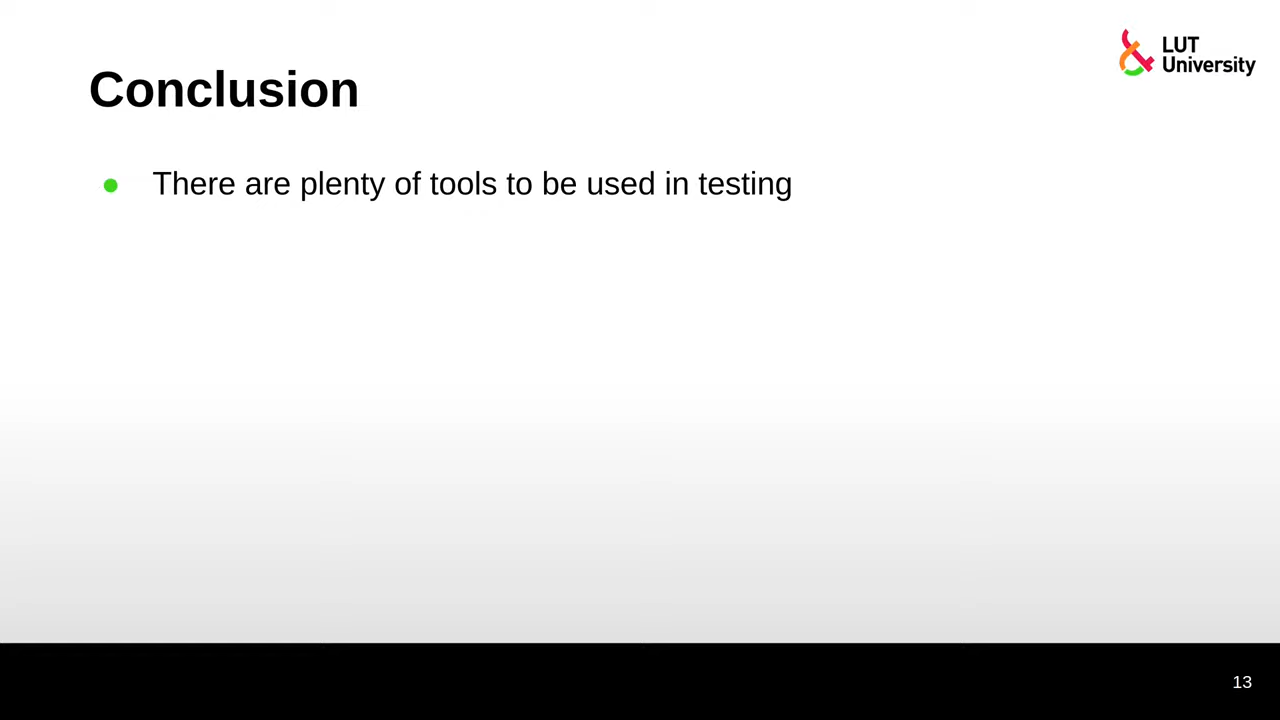 LUT
University
Conclusion
There are plenty of tools to be used in testing
13